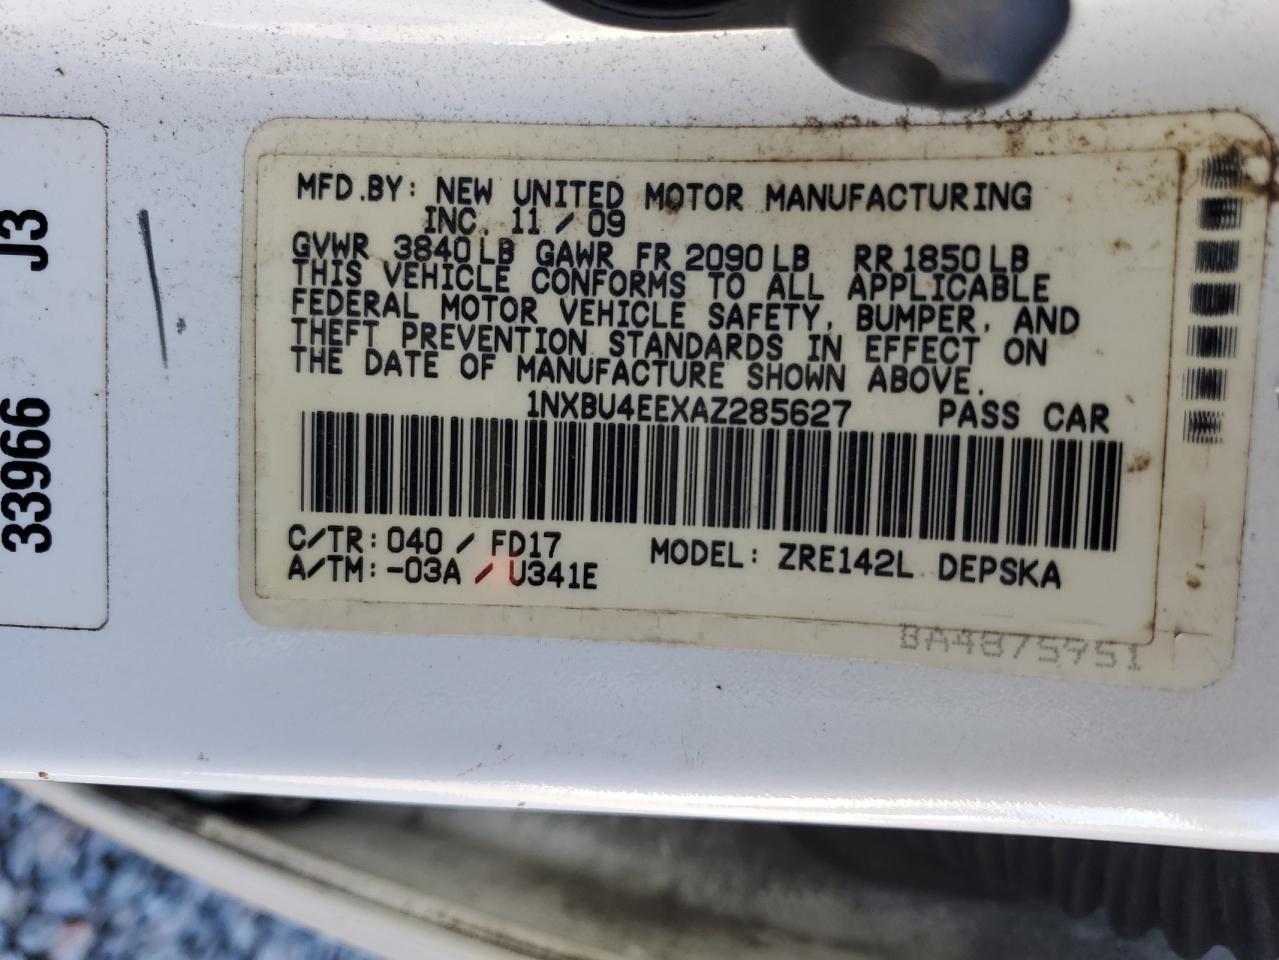 MFD.BY: NEW UNITED MOTOR MANUFACTURING
INC. 11 / 09
GVWR 3840 LB GAWR FR 2090 LB RR 1850 LB
THIS VEHICLE CONFORMS TO ALL APPLICABLE
FEDERAL MOTOR VEHICLE SAFETY, BUMPER, AND
THEFT PREVENTION STANDARDS IN EFFECT ON
THE DATE OF MANUFACTURE SHOWN ABOVE.
1NXBU4EEXAZ285627 PASS CAR
C/TR: 040 / FD17
A/TM: -03A / U341E
MODEL: ZRE142L DEPSKA
BA4875951
33966 J3